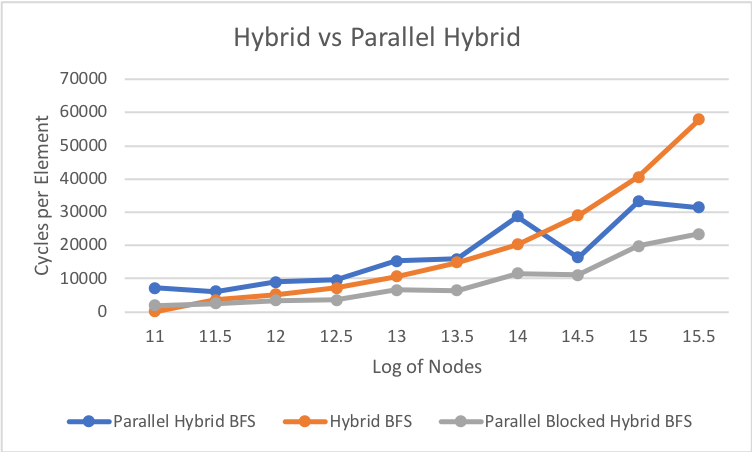 Hybrid vs Parallel Hybrid
70000
60000
50000
40000
30000
20000
10000
0
Cycles per Element
11 11.5 12 12.5 13 13.5 14 14.5 15 15.5
Log of Nodes
Parallel Hybrid BFS Hybrid BFS Parallel Blocked Hybrid BFS